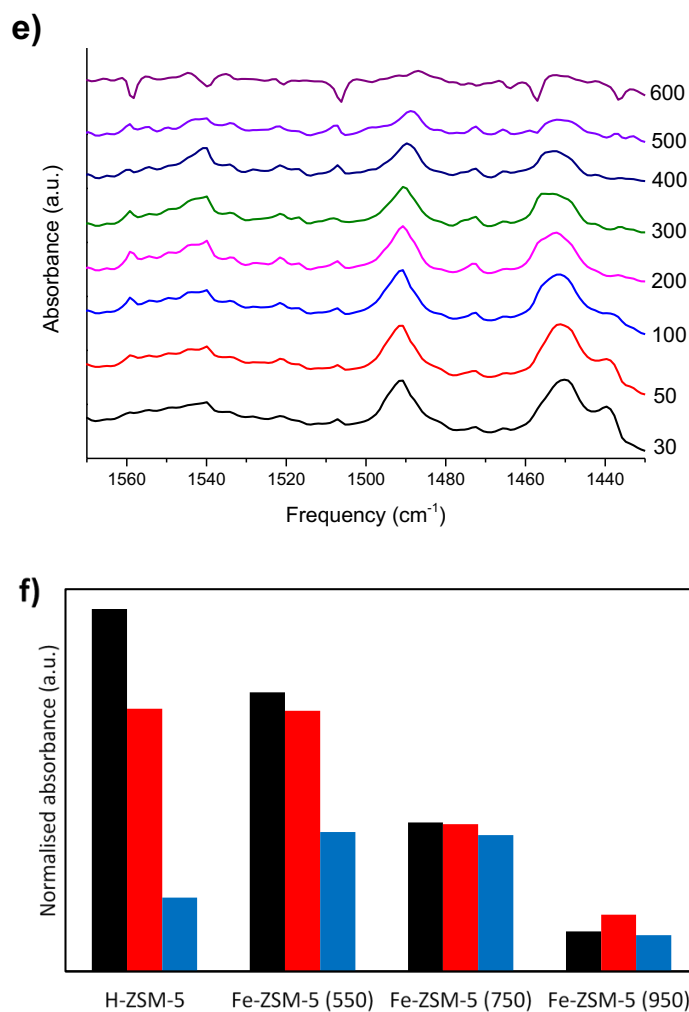 e)
Absorbance (a.u.)
600
500
400
300
200
100
50
30
1560 1540 1520 1500 1480 1460 1440
Frequency (cm⁻¹)
f)
Normalised absorbance (a.u.)
H-ZSM-5 Fe-ZSM-5 (550) Fe-ZSM-5 (750) Fe-ZSM-5 (950)